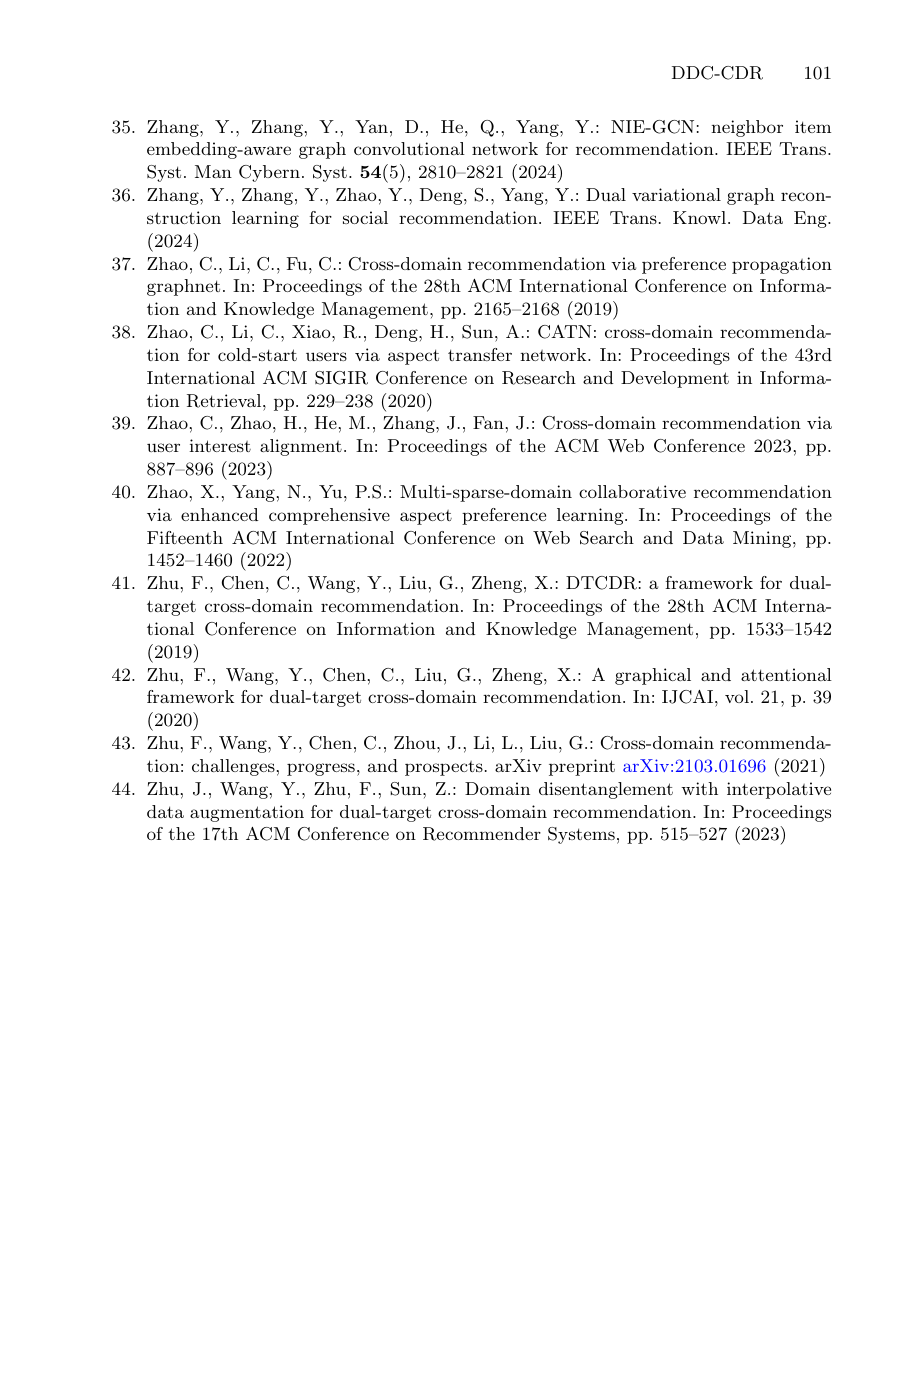 DDC-CDR 101
35. Zhang, Y., Zhang, Y., Yan, D., He, Q., Yang, Y.: NIE-GCN: neighbor item
embedding-aware graph convolutional network for recommendation. IEEE Trans.
Syst. Man Cybern. Syst. 54(5), 2810–2821 (2024)
36. Zhang, Y., Zhang, Y., Zhao, Y., Deng, S., Yang, Y.: Dual variational graph recon-
struction learning for social recommendation. IEEE Trans. Knowl. Data Eng.
(2024)
37. Zhao, C., Li, C., Fu, C.: Cross-domain recommendation via preference propagation
graphnet. In: Proceedings of the 28th ACM International Conference on Informa-
tion and Knowledge Management, pp. 2165–2168 (2019)
38. Zhao, C., Li, C., Xiao, R., Deng, H., Sun, A.: CATN: cross-domain recommenda-
tion for cold-start users via aspect transfer network. In: Proceedings of the 43rd
International ACM SIGIR Conference on Research and Development in Informa-
tion Retrieval, pp. 229–238 (2020)
39. Zhao, C., Zhao, H., He, M., Zhang, J., Fan, J.: Cross-domain recommendation via
user interest alignment. In: Proceedings of the ACM Web Conference 2023, pp.
887–896 (2023)
40. Zhao, X., Yang, N., Yu, P.S.: Multi-sparse-domain collaborative recommendation
via enhanced comprehensive aspect preference learning. In: Proceedings of the
Fifteenth ACM International Conference on Web Search and Data Mining, pp.
1452–1460 (2022)
41. Zhu, F., Chen, C., Wang, Y., Liu, G., Zheng, X.: DTCDR: a framework for dual-
target cross-domain recommendation. In: Proceedings of the 28th ACM Interna-
tional Conference on Information and Knowledge Management, pp. 1533–1542
(2019)
42. Zhu, F., Wang, Y., Chen, C., Liu, G., Zheng, X.: A graphical and attentional
framework for dual-target cross-domain recommendation. In: IJCAI, vol. 21, p. 39
(2020)
43. Zhu, F., Wang, Y., Chen, C., Zhou, J., Li, L., Liu, G.: Cross-domain recommenda-
tion: challenges, progress, and prospects. arXiv preprint arXiv:2103.01696 (2021)
44. Zhu, J., Wang, Y., Zhu, F., Sun, Z.: Domain disentanglement with interpolative
data augmentation for dual-target cross-domain recommendation. In: Proceedings
of the 17th ACM Conference on Recommender Systems, pp. 515–527 (2023)